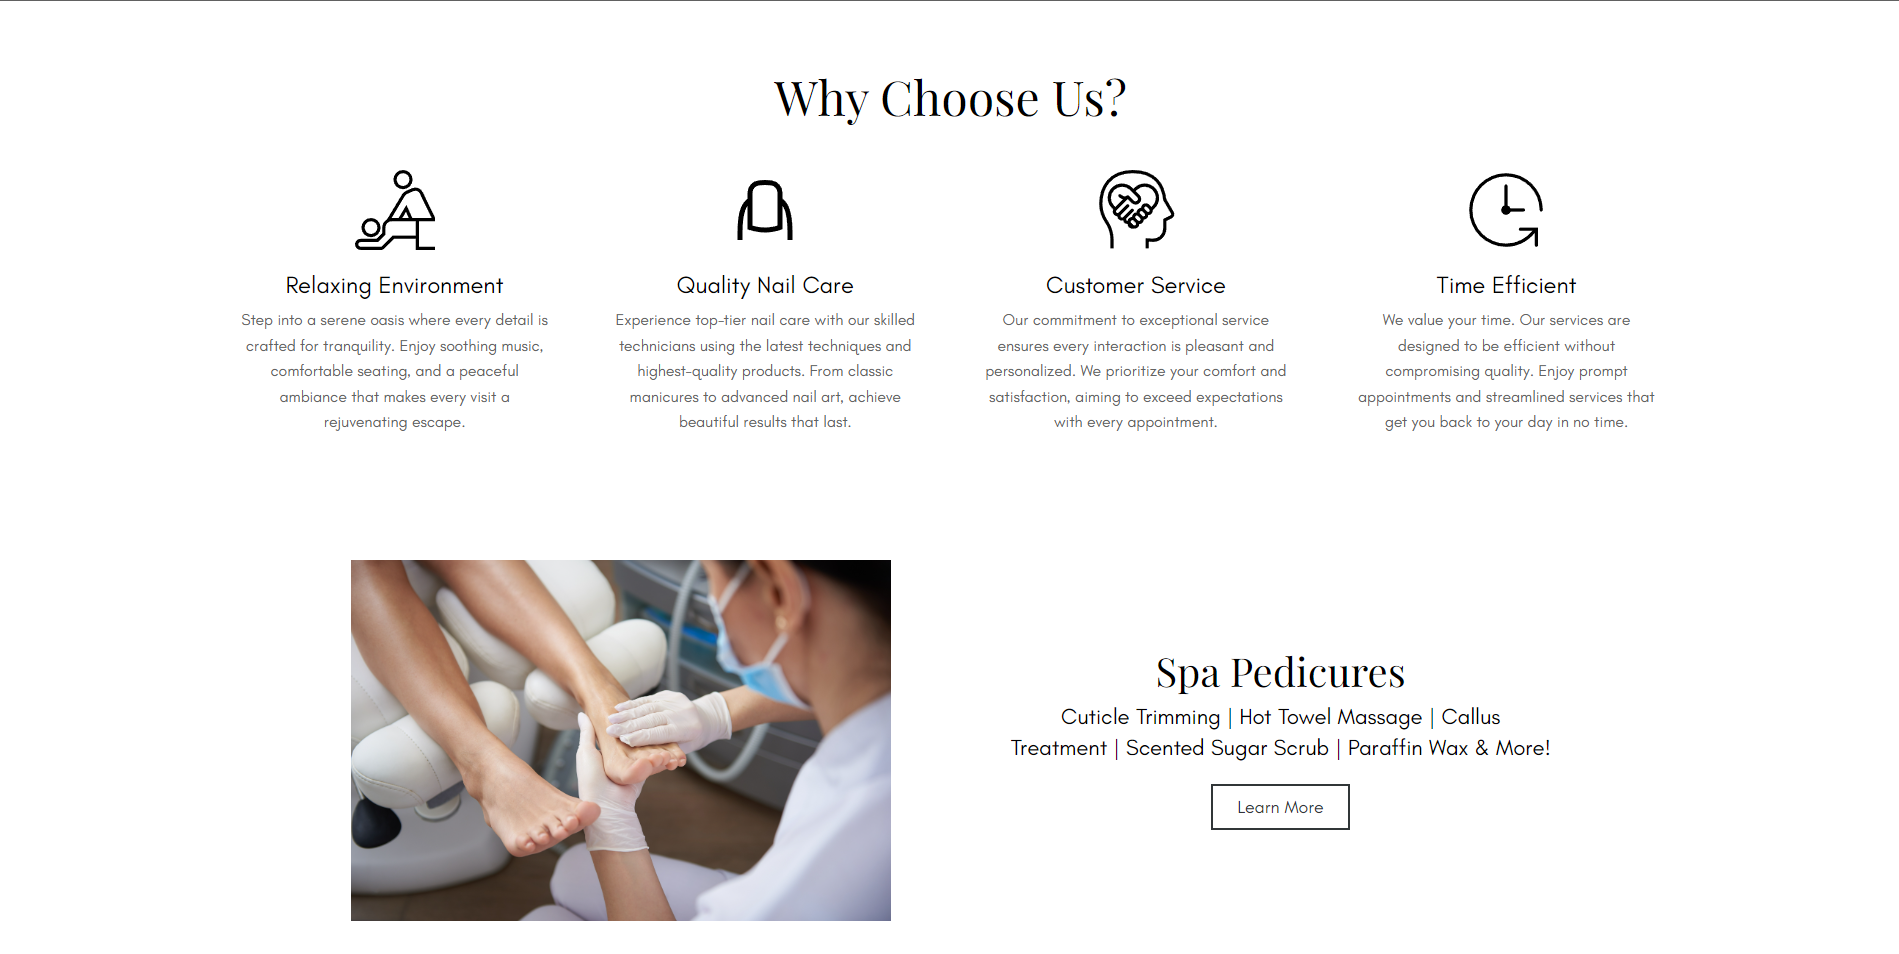 Why Choose Us?
Relaxing Environment
Step into a serene oasis where every detail is
crafted for tranquility. Enjoy soothing music,
comfortable seating, and a peaceful
ambiance that makes every visit a
rejuvenating escape.
Quality Nail Care
Experience top-tier nail care with our skilled
technicians using the latest techniques and
highest-quality products. From classic
manicures to advanced nail art, achieve
beautiful results that last.
Customer Service
Our commitment to exceptional service
ensures every interaction is pleasant and
personalized. We prioritize your comfort and
satisfaction, aiming to exceed expectations
with every appointment.
Time Efficient
We value your time. Our services are
designed to be efficient without
compromising quality. Enjoy prompt
appointments and streamlined services that
get you back to your day in no time.
Spa Pedicures
Cuticle Trimming | Hot Towel Massage | Callus
Treatment | Scented Sugar Scrub | Paraffin Wax & More!
Learn More